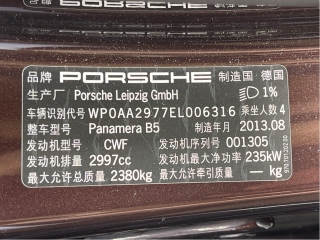 品牌 PORSCHE 制造国·德国
生产厂/ Porsche Leipzig GmbH 1%
车辆识别代号 WP0AA2977EL006316 乘坐人数 4
整车型号 Panamera B5 制造年月 2013.08
发动机型号 CWF 发动机序列号 001305
发动机排量 2997cc 发动机最大净功率 235kW
最大允许总质量 2380kg 最大允许牵引质量 — kg